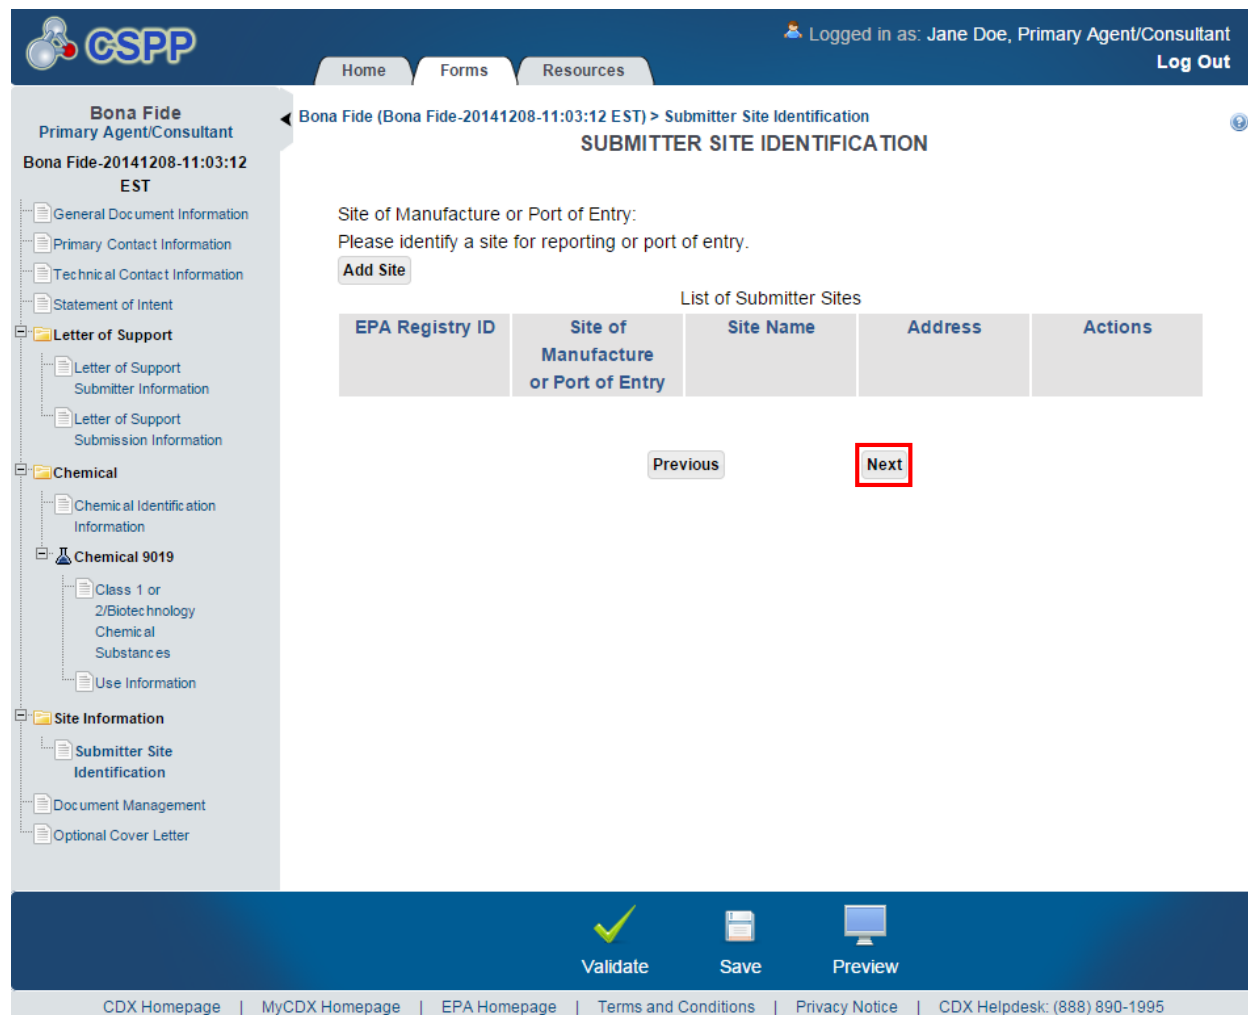 CSPP
Logged in as: Jane Doe, Primary Agent/Consultant
Log Out
Home
Forms
Resources
Bona Fide
Primary Agent/Consultant
Bona Fide-20141208-11:03:12
EST
General Document Information
Primary Contact Information
Technical Contact Information
Statement of Intent
Letter of Support
Letter of Support
Submitter Information
Letter of Support
Submission Information
Chemical
Chemical Identification
Information
Chemical 9019
Class 1 or
2/Biotechnology
Chemical
Substances
Use Information
Site Information
Submitter Site
Identification
Document Management
Optional Cover Letter
Bona Fide (Bona Fide-20141208-11:03:12 EST) > Submitter Site Identification
SUBMITTER SITE IDENTIFICATION
Site of Manufacture or Port of Entry:
Please identify a site for reporting or port of entry.
Add Site
List of Submitter Sites
EPA Registry ID
Site of
Manufacture
or Port of Entry
Site Name
Address
Actions
Previous
Next
Validate
Save
Preview
CDX Homepage | MyCDX Homepage | EPA Homepage | Terms and Conditions | Privacy Notice | CDX Helpdesk: (888) 890-1995